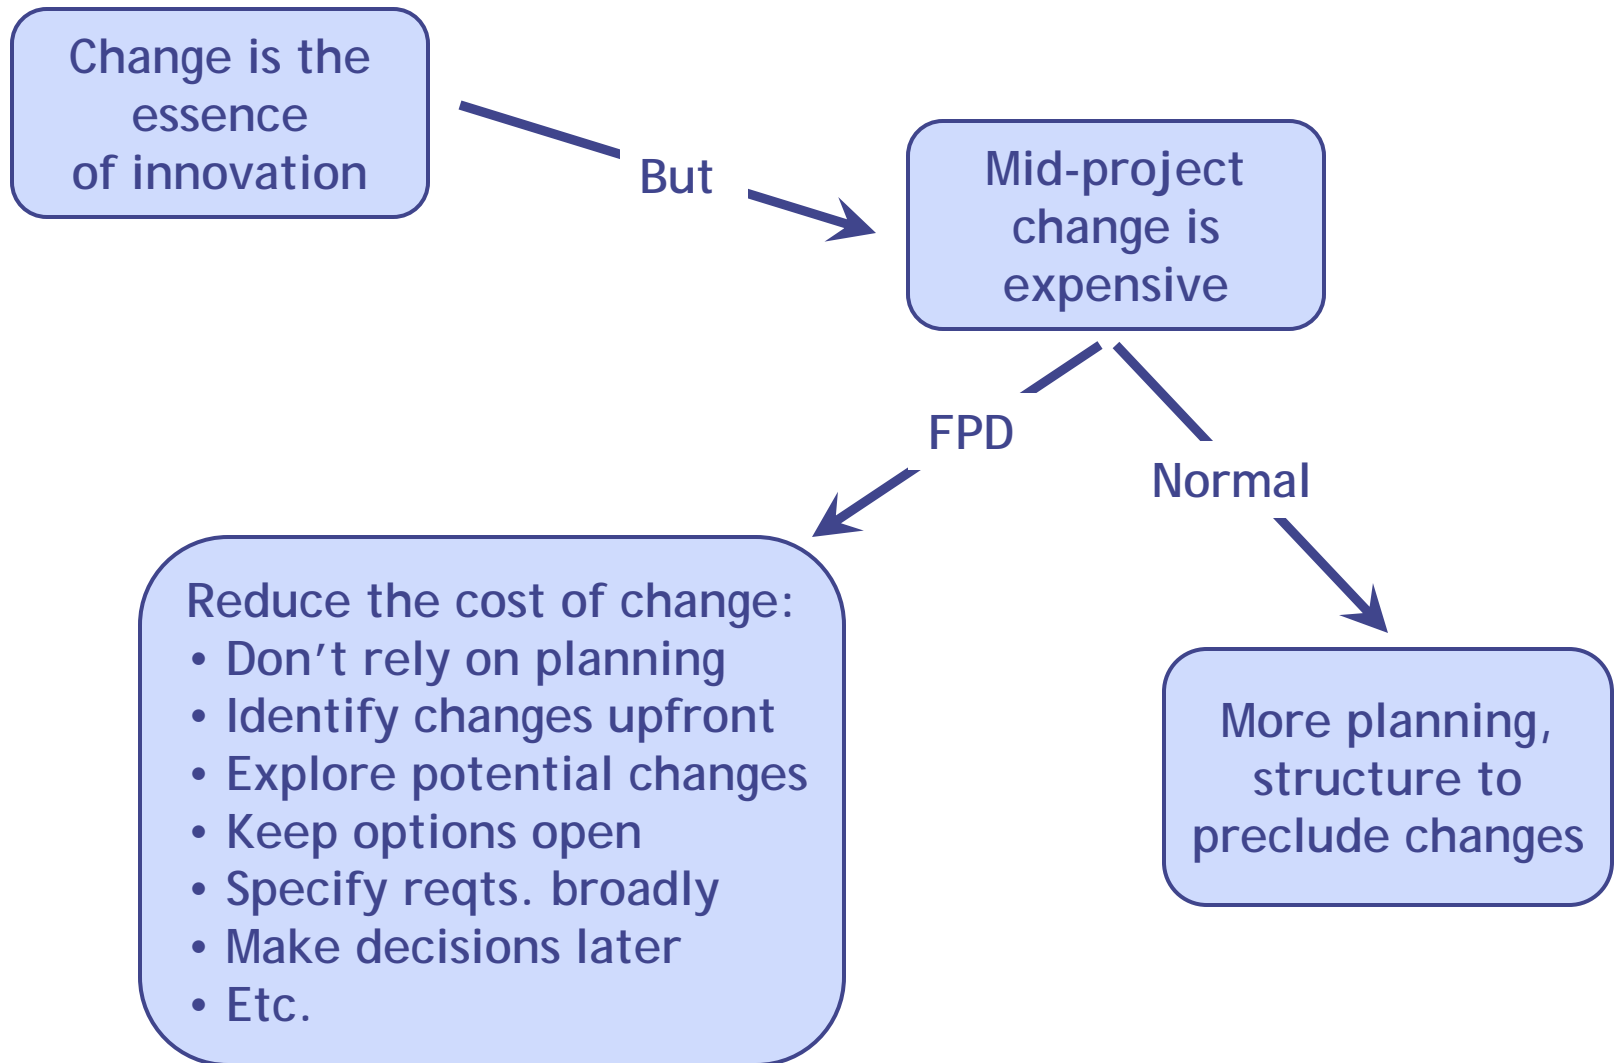 Change is the
essence
of innovation
But
Mid-project
change is
expensive
FPD
Normal
Reduce the cost of change:
• Don't rely on planning
• Identify changes upfront
• Explore potential changes
• Keep options open
• Specify reqts. broadly
• Make decisions later
• Etc.
More planning,
structure to
preclude changes